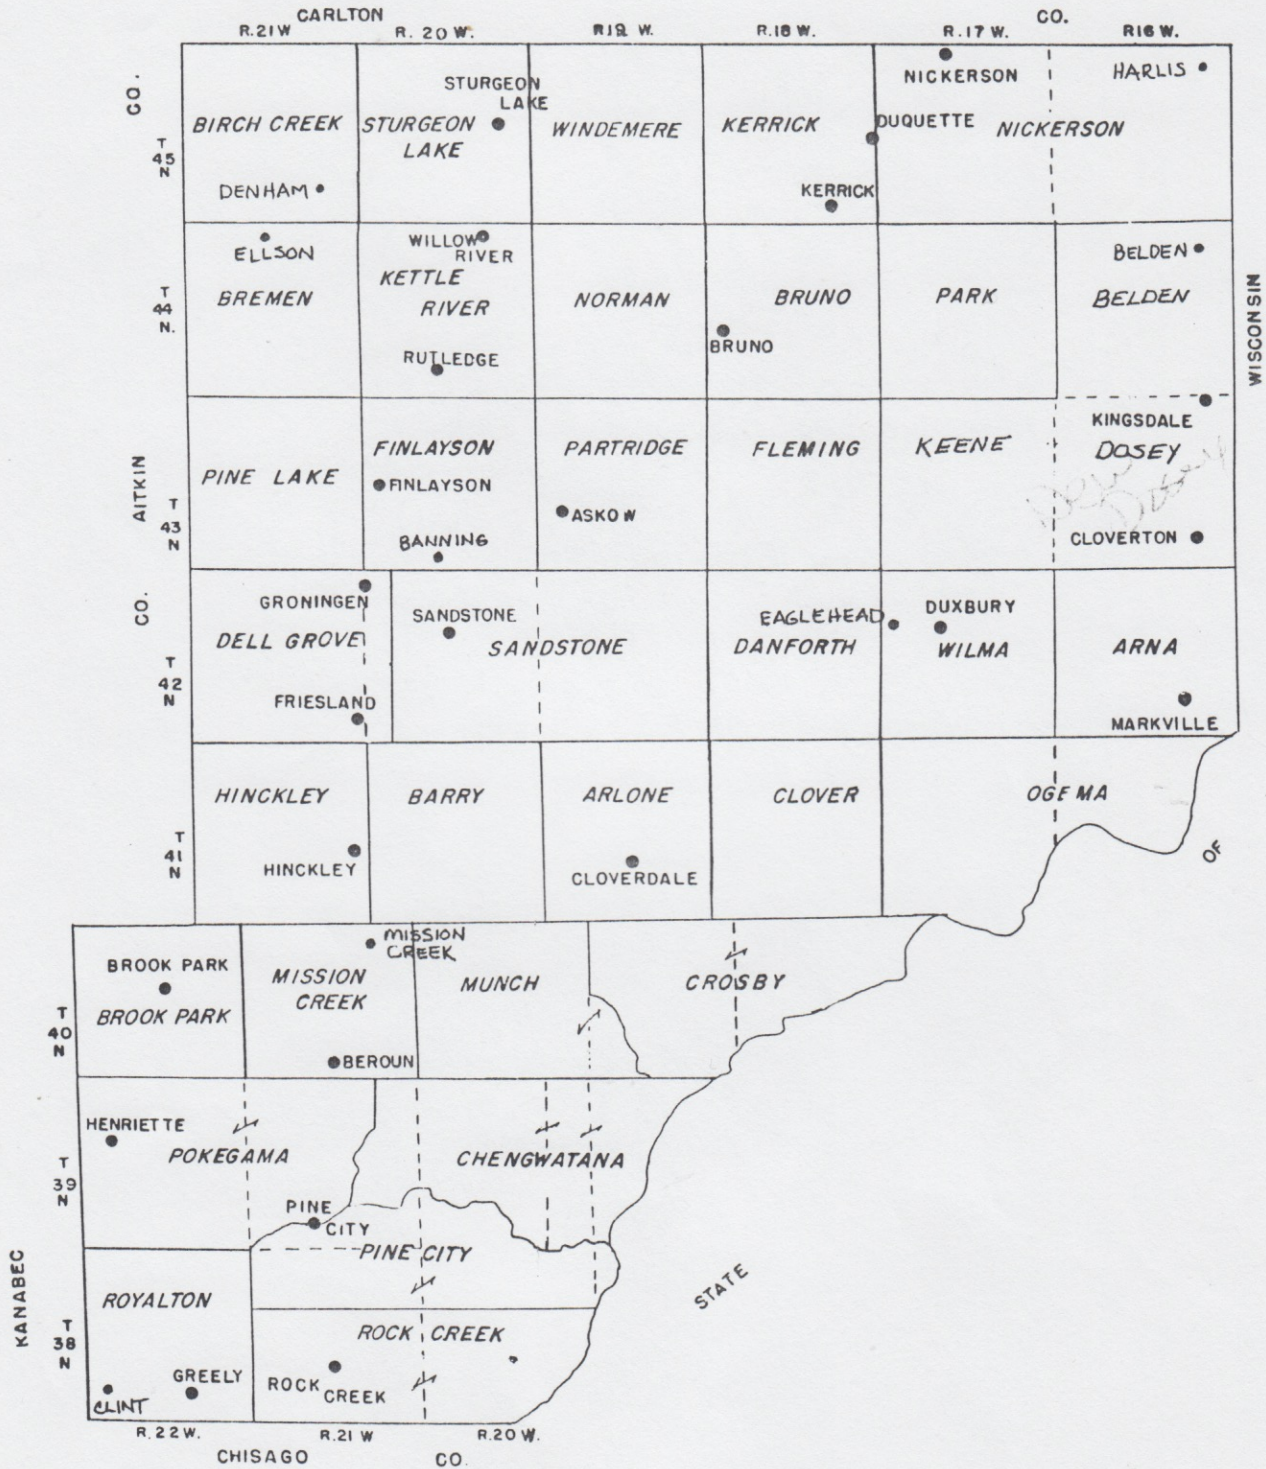 CARLTON CO.
R.21W R. 20 W. R19 W. R.18 W. R.17 W. R16 W.
CO.
T
45
N
BIRCH CREEK
DENHAM
STURGEON
LAKE
STURGEON
LAKE
WINDEMERE
KERRICK
KERRICK
DUQUETTE
NICKERSON
NICKERSON
HARLIS
T
44
N.
ELLSON
BREMEN
WILLOW
RIVER
KETTLE
RIVER
RUTLEDGE
NORMAN
BRUNO
BRUNO
PARK
BELDEN
BELDEN
WISCONSIN
AITKIN
T
43
N
PINE LAKE
FINLAYSON
FINLAYSON
BANNING
PARTRIDGE
ASKOW
FLEMING
KEENE
KINGSDALE
DOSEY
CLOVERTON
CO.
T
42
N
GRONINGEN
DELL GROVE
FRIESLAND
SANDSTONE
SANDSTONE
EAGLEHEAD
DANFORTH
DUXBURY
WILMA
ARNA
MARKVILLE
T
41
N
HINCKLEY
HINCKLEY
BARRY
ARLONE
CLOVERDALE
CLOVER
OGEMA
OF
T
40
N
BROOK PARK
BROOK PARK
MISSION
CREEK
MISSION
CREEK
BEROUN
MUNCH
CROSBY
T
39
N
HENRIETTE
POKEGAMA
PINE
CITY
CHENGWATANA
PINE CITY
STATE
KANABEC
T
38
N
ROYALTON
GREELY
CLINT
ROCK CREEK
ROCK
CREEK
R.22W. R.21 W R.20 W.
CHISAGO CO.